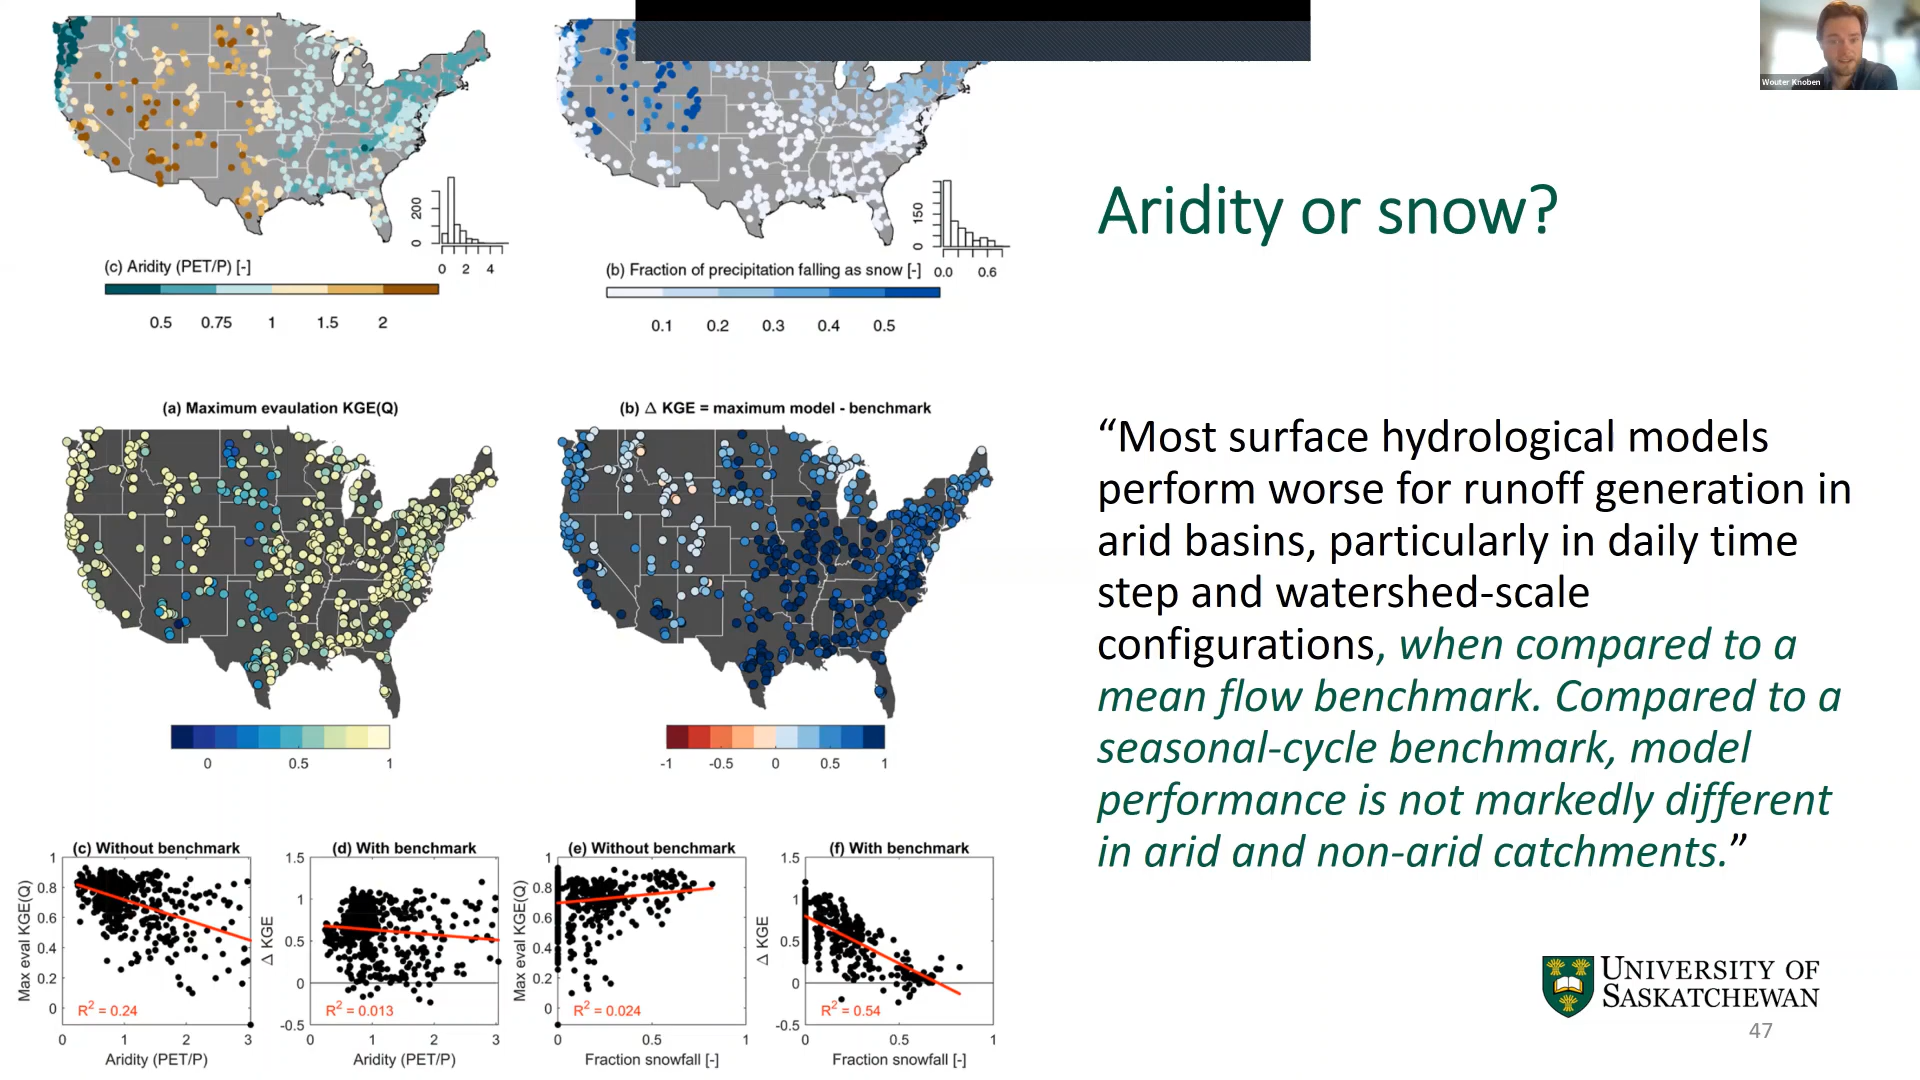 Wouter Knoben
200
0
0 2 4
(c) Aridity (PET/P) [-]
0.5 0.75 1 1.5 2
150
0
0.0 0.6
(b) Fraction of precipitation falling as snow [-]
0.1 0.2 0.3 0.4 0.5
Aridity or snow?
(a) Maximum evaulation KGE(Q)
0 0.5 1
(b) Δ KGE = maximum model - benchmark
-1 -0.5 0 0.5 1
“Most surface hydrological models
perform worse for runoff generation in
arid basins, particularly in daily time
step and watershed-scale
configurations, when compared to a
mean flow benchmark. Compared to a
seasonal-cycle benchmark, model
performance is not markedly different
in arid and non-arid catchments.”
(c) Without benchmark
Max eval KGE(Q)
0.8
0.6
0.4
0.2
0
R² = 0.24
0 1 2 3
Aridity (PET/P)
(d) With benchmark
Δ KGE
1.5
1
0.5
0
-0.5
R² = 0.013
0 1 2 3
Aridity (PET/P)
(e) Without benchmark
Max eval KGE(Q)
1
0.8
0.6
0.4
0.2
0
R² = 0.024
0 0.5 1
Fraction snowfall [-]
(f) With benchmark
Δ KGE
1.5
1
0.5
0
-0.5
R² = 0.54
0 0.5 1
Fraction snowfall [-]
UNIVERSITY OF
SASKATCHEWAN
47